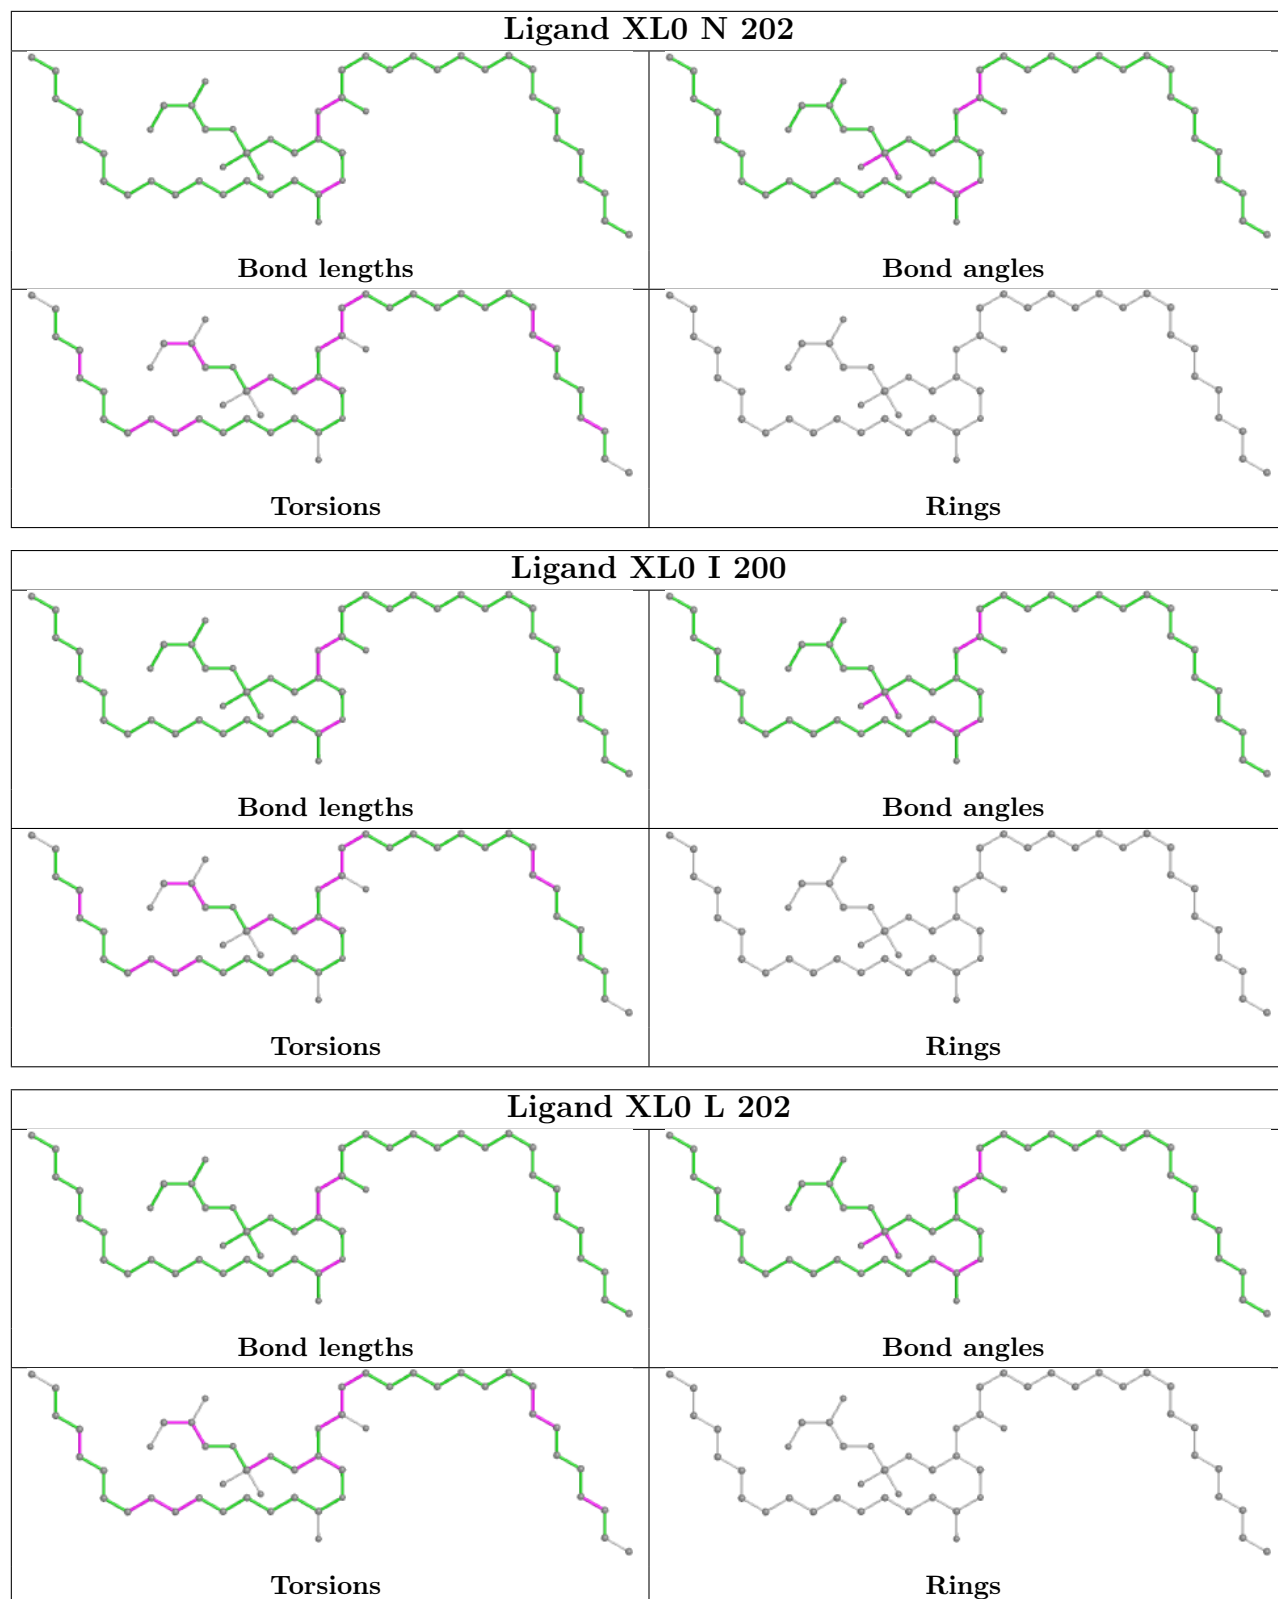 Ligand XL0 N 202
Bond lengths
Bond angles
Torsions
Rings
Ligand XL0 I 200
Bond lengths
Bond angles
Torsions
Rings
Ligand XL0 L 202
Bond lengths
Bond angles
Torsions
Rings